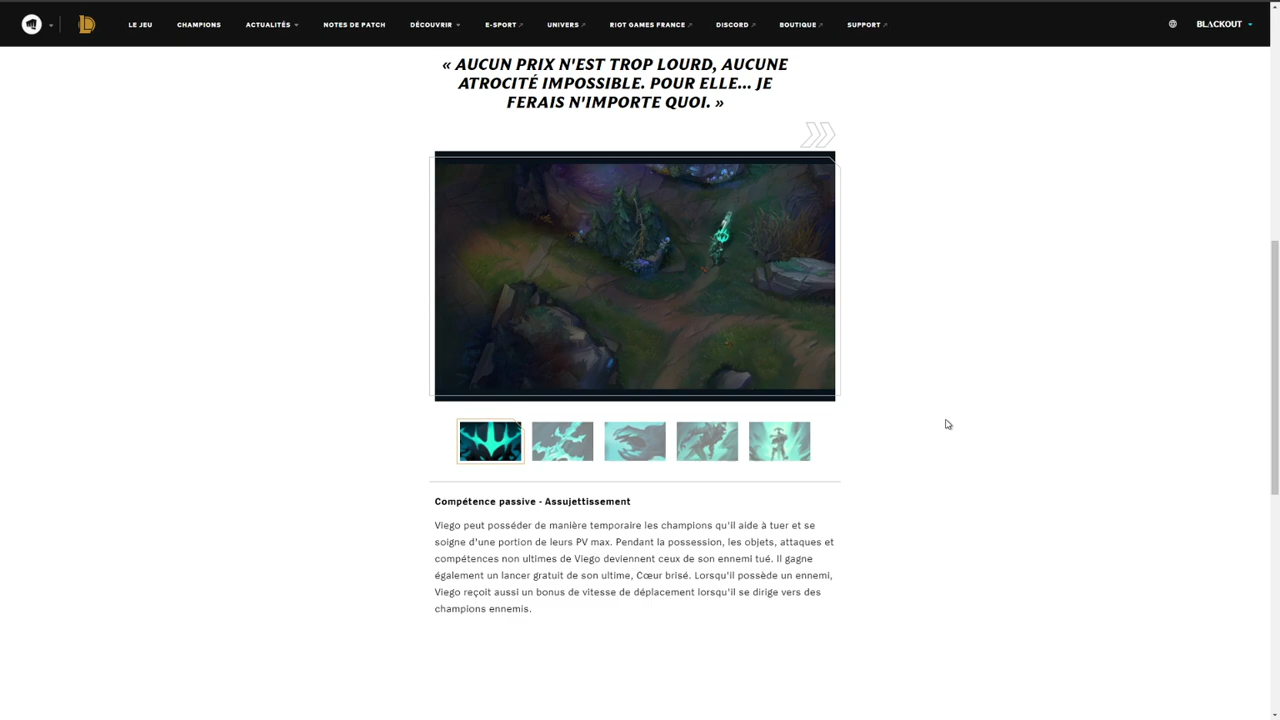 LE JEU CHAMPIONS ACTUALITÉS NOTES DE PATCH DÉCOUVRIR E-SPORT UNIVERS RIOT GAMES FRANCE DISCORD BOUTIQUE SUPPORT BLACKOUT
« AUCUN PRIX N'EST TROP LOURD, AUCUNE
ATROCITÉ IMPOSSIBLE. POUR ELLE... JE
FERAIS N'IMPORTE QUOI. »
Compétence passive - Assujettissement
Viego peut posséder de manière temporaire les champions qu'il aide à tuer et se
soigne d'une portion de leurs PV max. Pendant la possession, les objets, attaques et
compétences non ultimes de Viego deviennent ceux de son ennemi tué. Il gagne
également un lancer gratuit de son ultime, Cœur brisé. Lorsqu'il possède un ennemi,
Viego reçoit aussi un bonus de vitesse de déplacement lorsqu'il se dirige vers des
champions ennemis.